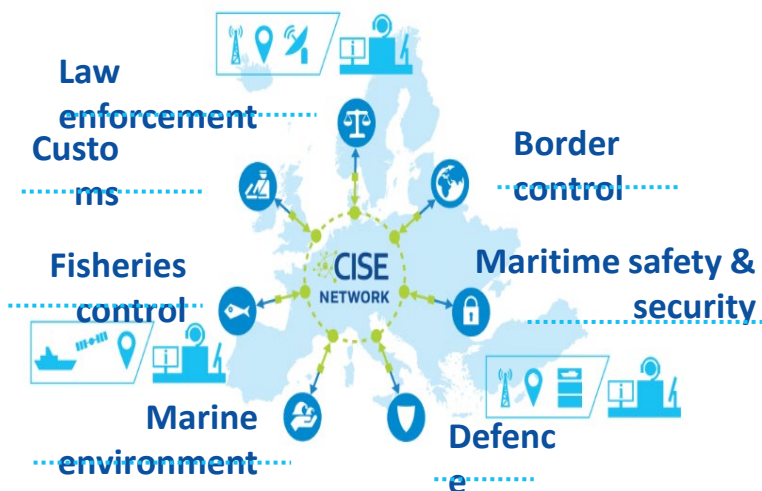 Law
enforcement
Custo
ms
Border
control
Fisheries
control
CISE
NETWORK
Maritime safety &
security
Marine
environment
Defenc
e
i
i
i